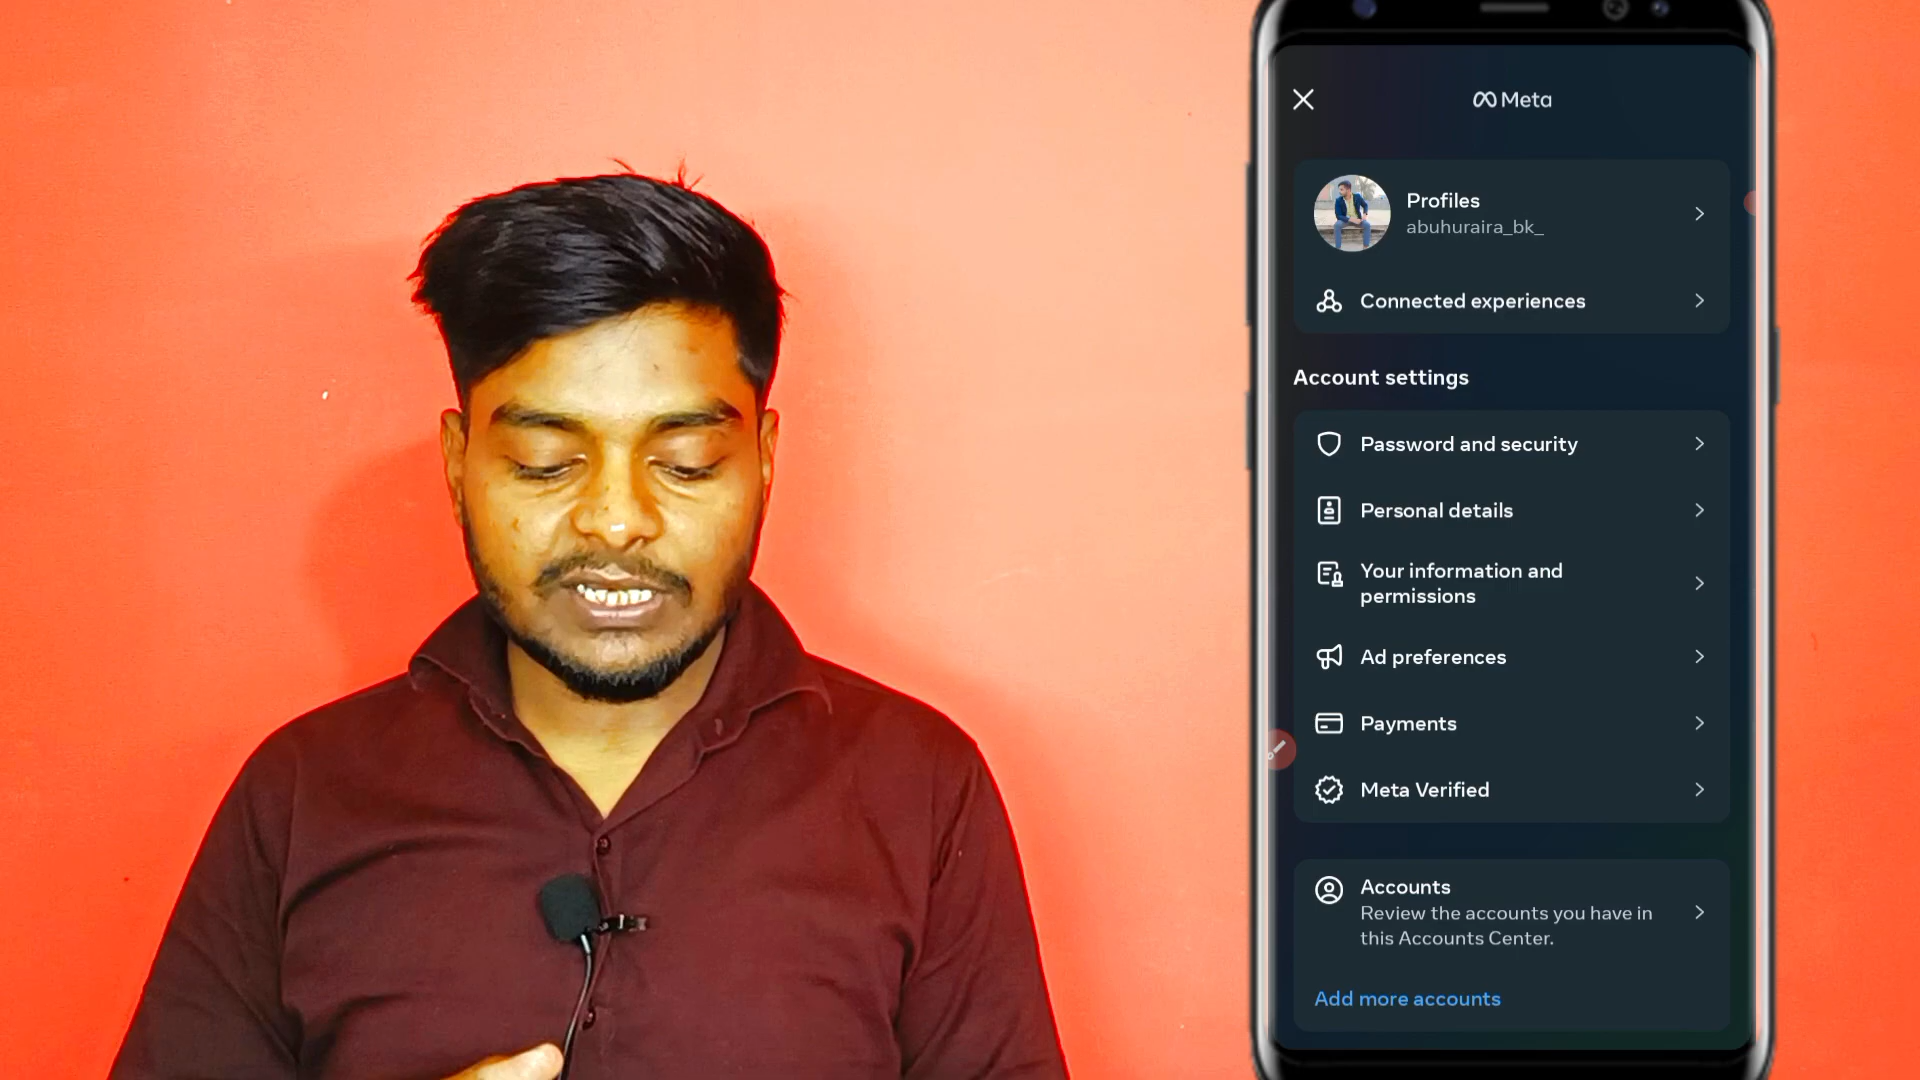 Meta
Profiles
abuhuraira_bk_
Connected experiences
Account settings
Password and security
Personal details
Your information and
permissions
Ad preferences
Payments
Meta Verified
Accounts
Review the accounts you have in
this Accounts Center.
Add more accounts